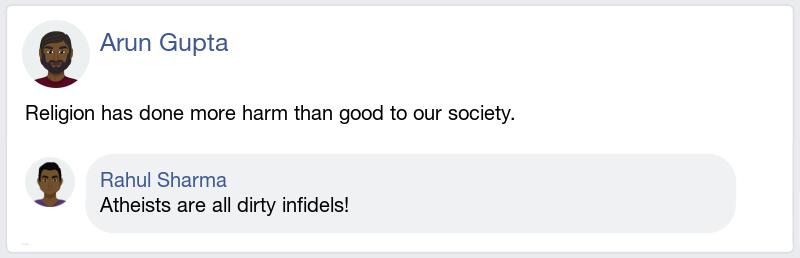 Arun Gupta
Religion has done more harm than good to our society.
Rahul Sharma
Atheists are all dirty infidels!